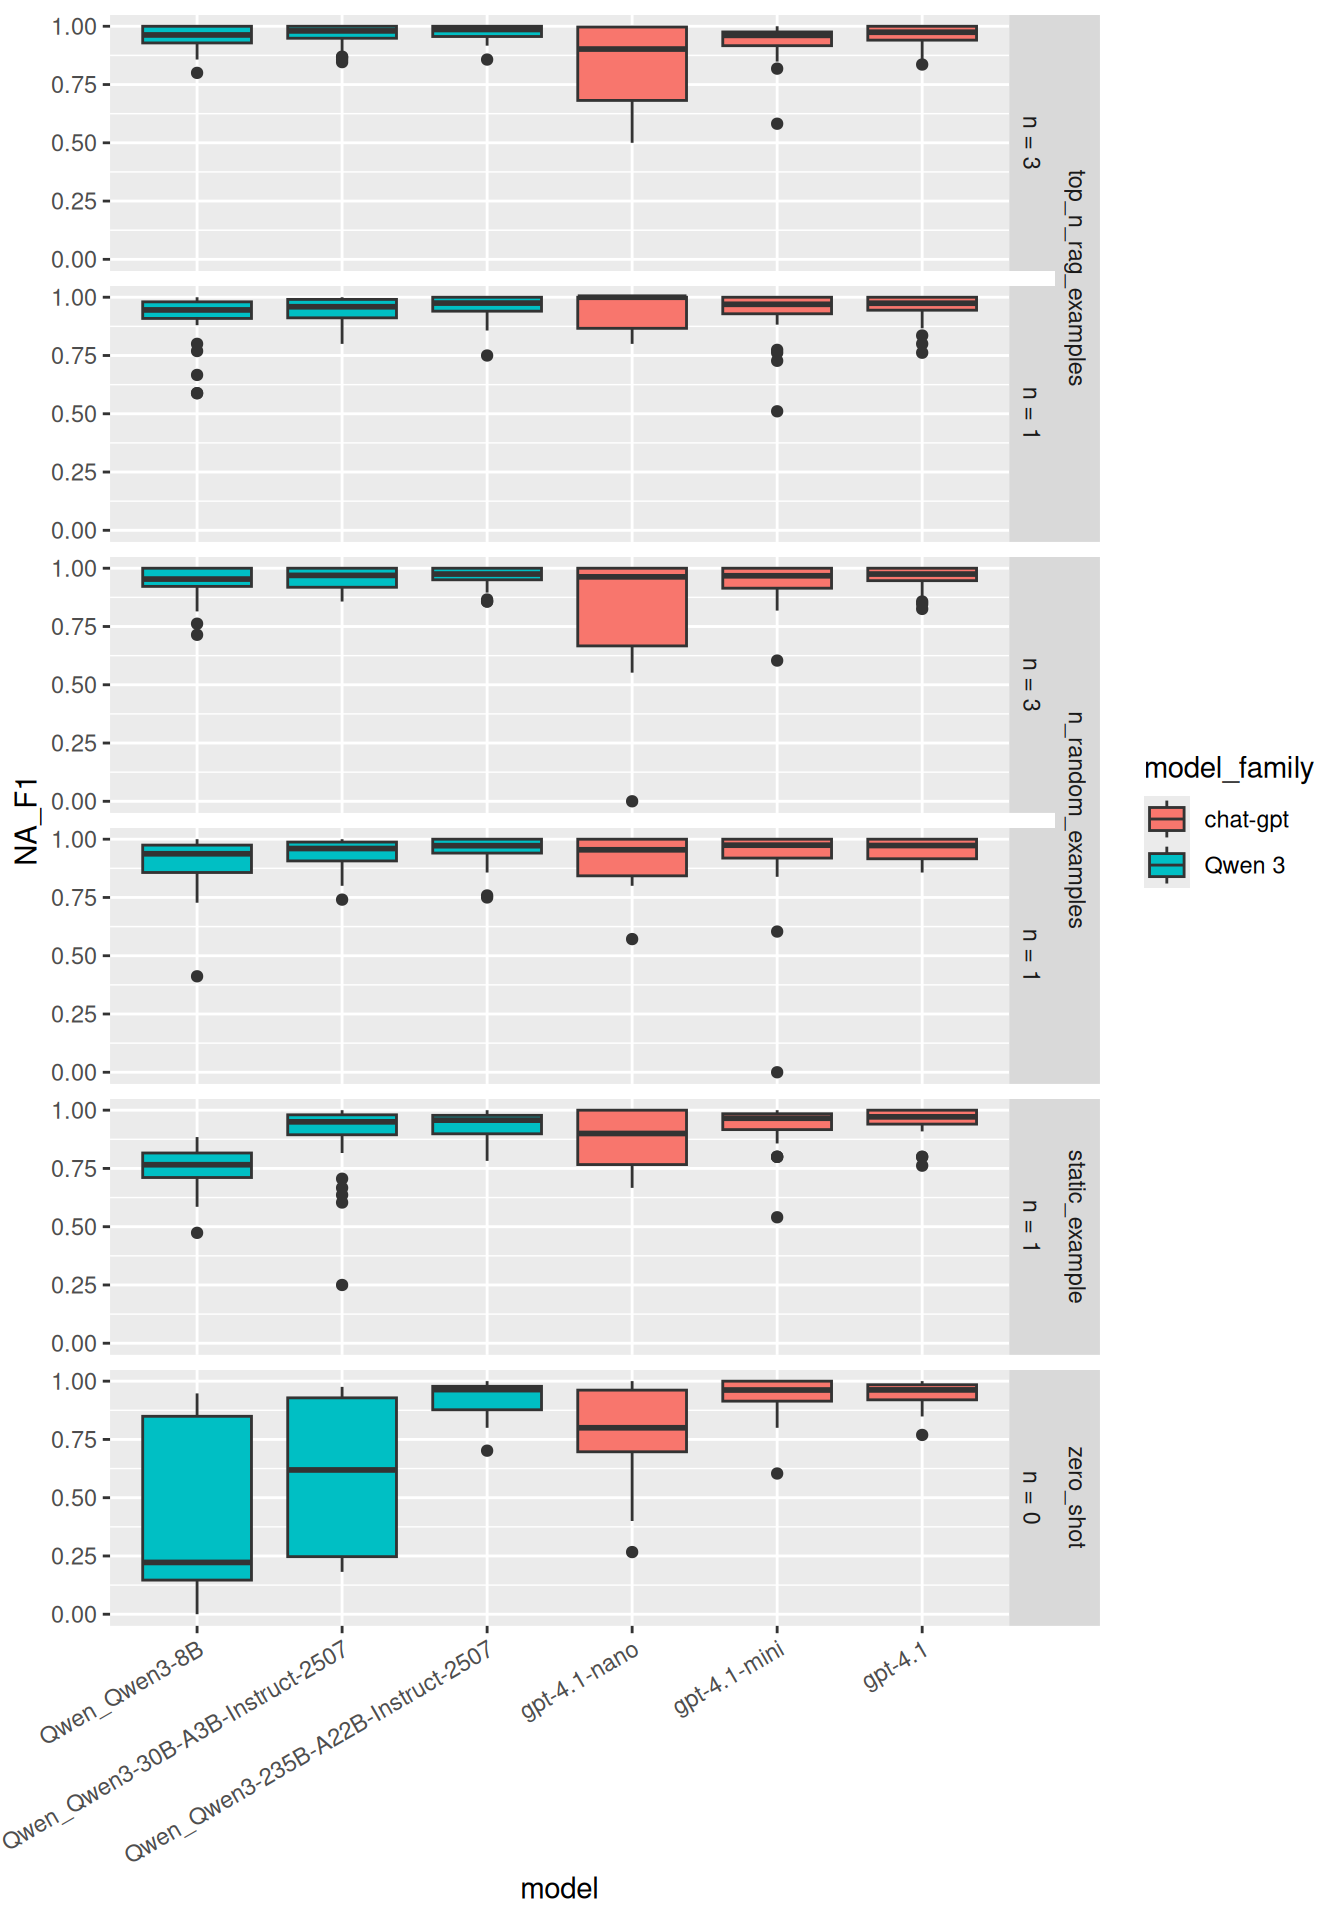 1.00
0.75
0.50
0.25
0.00
n = 3
top_n_rag_examples
1.00
0.75
0.50
0.25
0.00
n = 1
1.00
0.75
0.50
0.25
0.00
n = 3
n_random_examples
1.00
0.75
0.50
0.25
0.00
n = 1
1.00
0.75
0.50
0.25
0.00
n = 1
static_example
1.00
0.75
0.50
0.25
0.00
n = 0
zero_shot
NA_F1
Qwen_Qwen3-8B
Qwen_Qwen3-30B-A3B-Instruct-2507
Qwen_Qwen3-235B-A22B-Instruct-2507
gpt-4.1-nano
gpt-4.1-mini
gpt-4.1
model
model_family
chat-gpt
Qwen 3